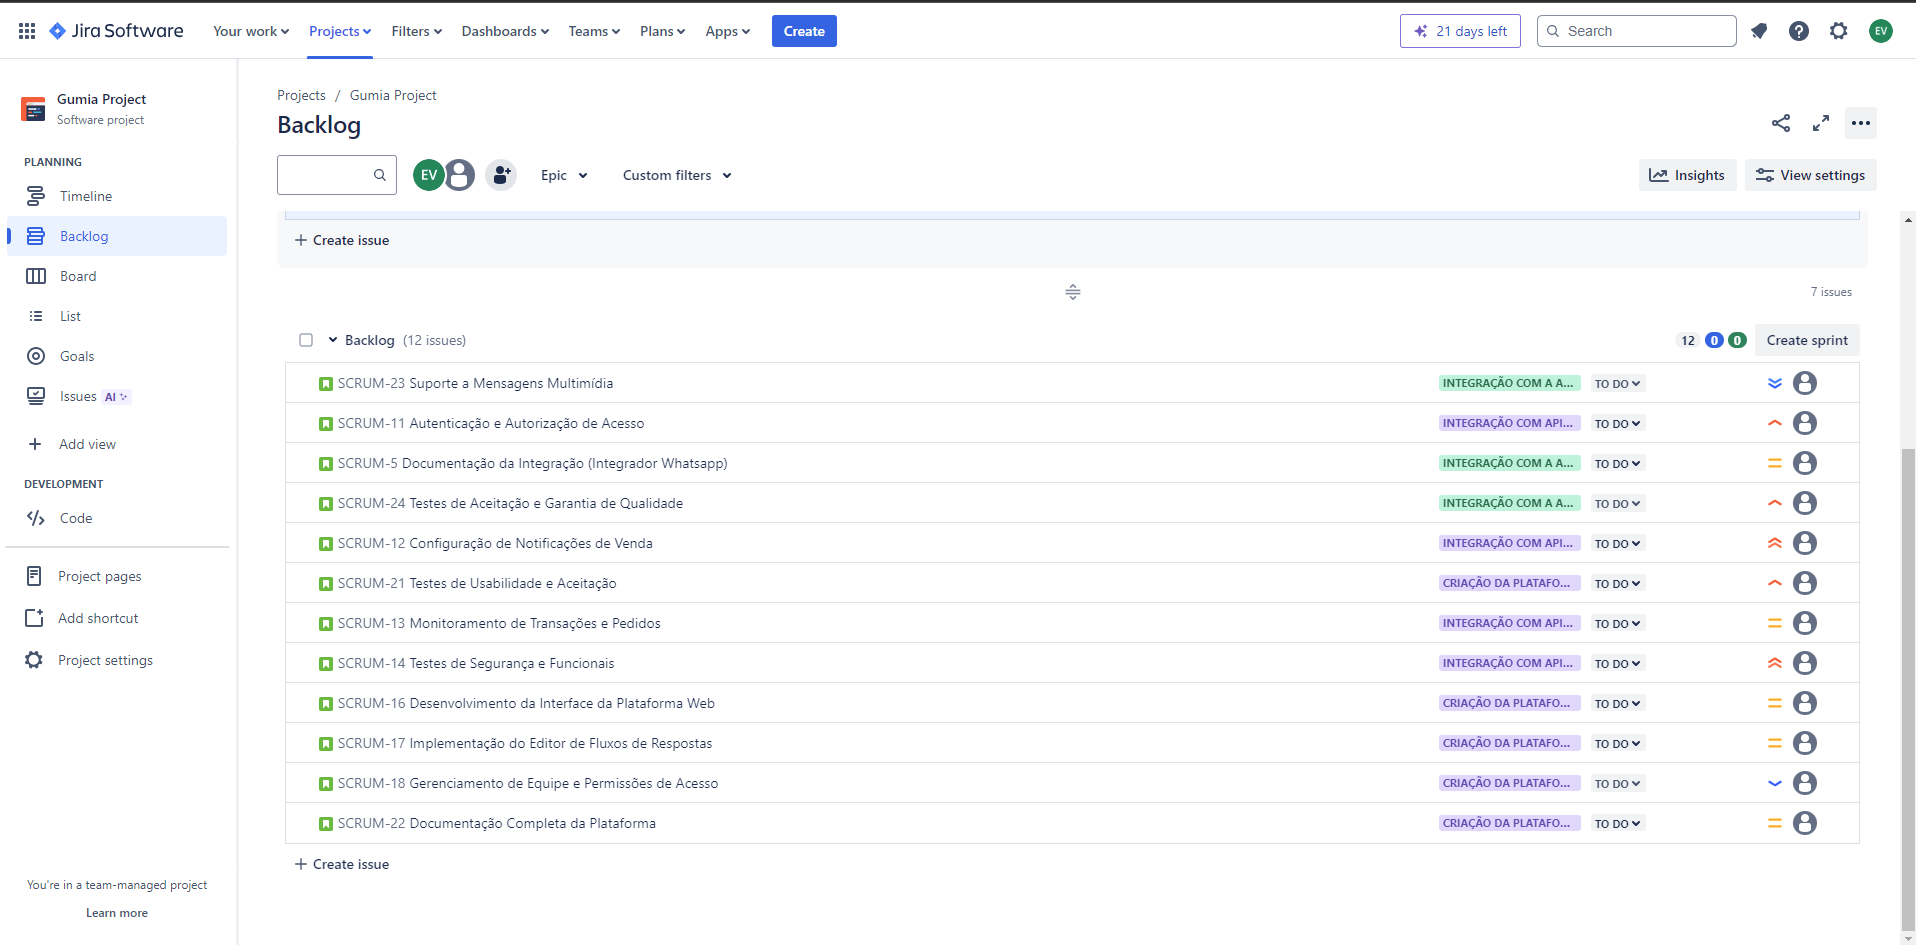 Jira Software Your work Projects Filters Dashboards Teams Plans Apps Create 21 days left Search EV
Gumia Project
Software project
PLANNING
Timeline
Backlog
Board
List
Goals
Issues AI
Add view
DEVELOPMENT
Code
Project pages
Add shortcut
Project settings
You're in a team-managed project
Learn more
Projects / Gumia Project
Backlog
EV Epic Custom filters Insights View settings
+ Create issue
7 issues
Backlog (12 issues) 12 0 0 Create sprint
SCRUM-23 Suporte a Mensagens Multimídia INTEGRAÇÃO COM A A... TO DO
SCRUM-11 Autenticação e Autorização de Acesso INTEGRAÇÃO COM API... TO DO
SCRUM-5 Documentação da Integração (Integrador Whatsapp) INTEGRAÇÃO COM A A... TO DO
SCRUM-24 Testes de Aceitação e Garantia de Qualidade INTEGRAÇÃO COM A A... TO DO
SCRUM-12 Configuração de Notificações de Venda INTEGRAÇÃO COM API... TO DO
SCRUM-21 Testes de Usabilidade e Aceitação CRIAÇÃO DA PLATAFO... TO DO
SCRUM-13 Monitoramento de Transações e Pedidos INTEGRAÇÃO COM API... TO DO
SCRUM-14 Testes de Segurança e Funcionais INTEGRAÇÃO COM API... TO DO
SCRUM-16 Desenvolvimento da Interface da Plataforma Web CRIAÇÃO DA PLATAFO... TO DO
SCRUM-17 Implementação do Editor de Fluxos de Respostas CRIAÇÃO DA PLATAFO... TO DO
SCRUM-18 Gerenciamento de Equipe e Permissões de Acesso CRIAÇÃO DA PLATAFO... TO DO
SCRUM-22 Documentação Completa da Plataforma CRIAÇÃO DA PLATAFO... TO DO
+ Create issue